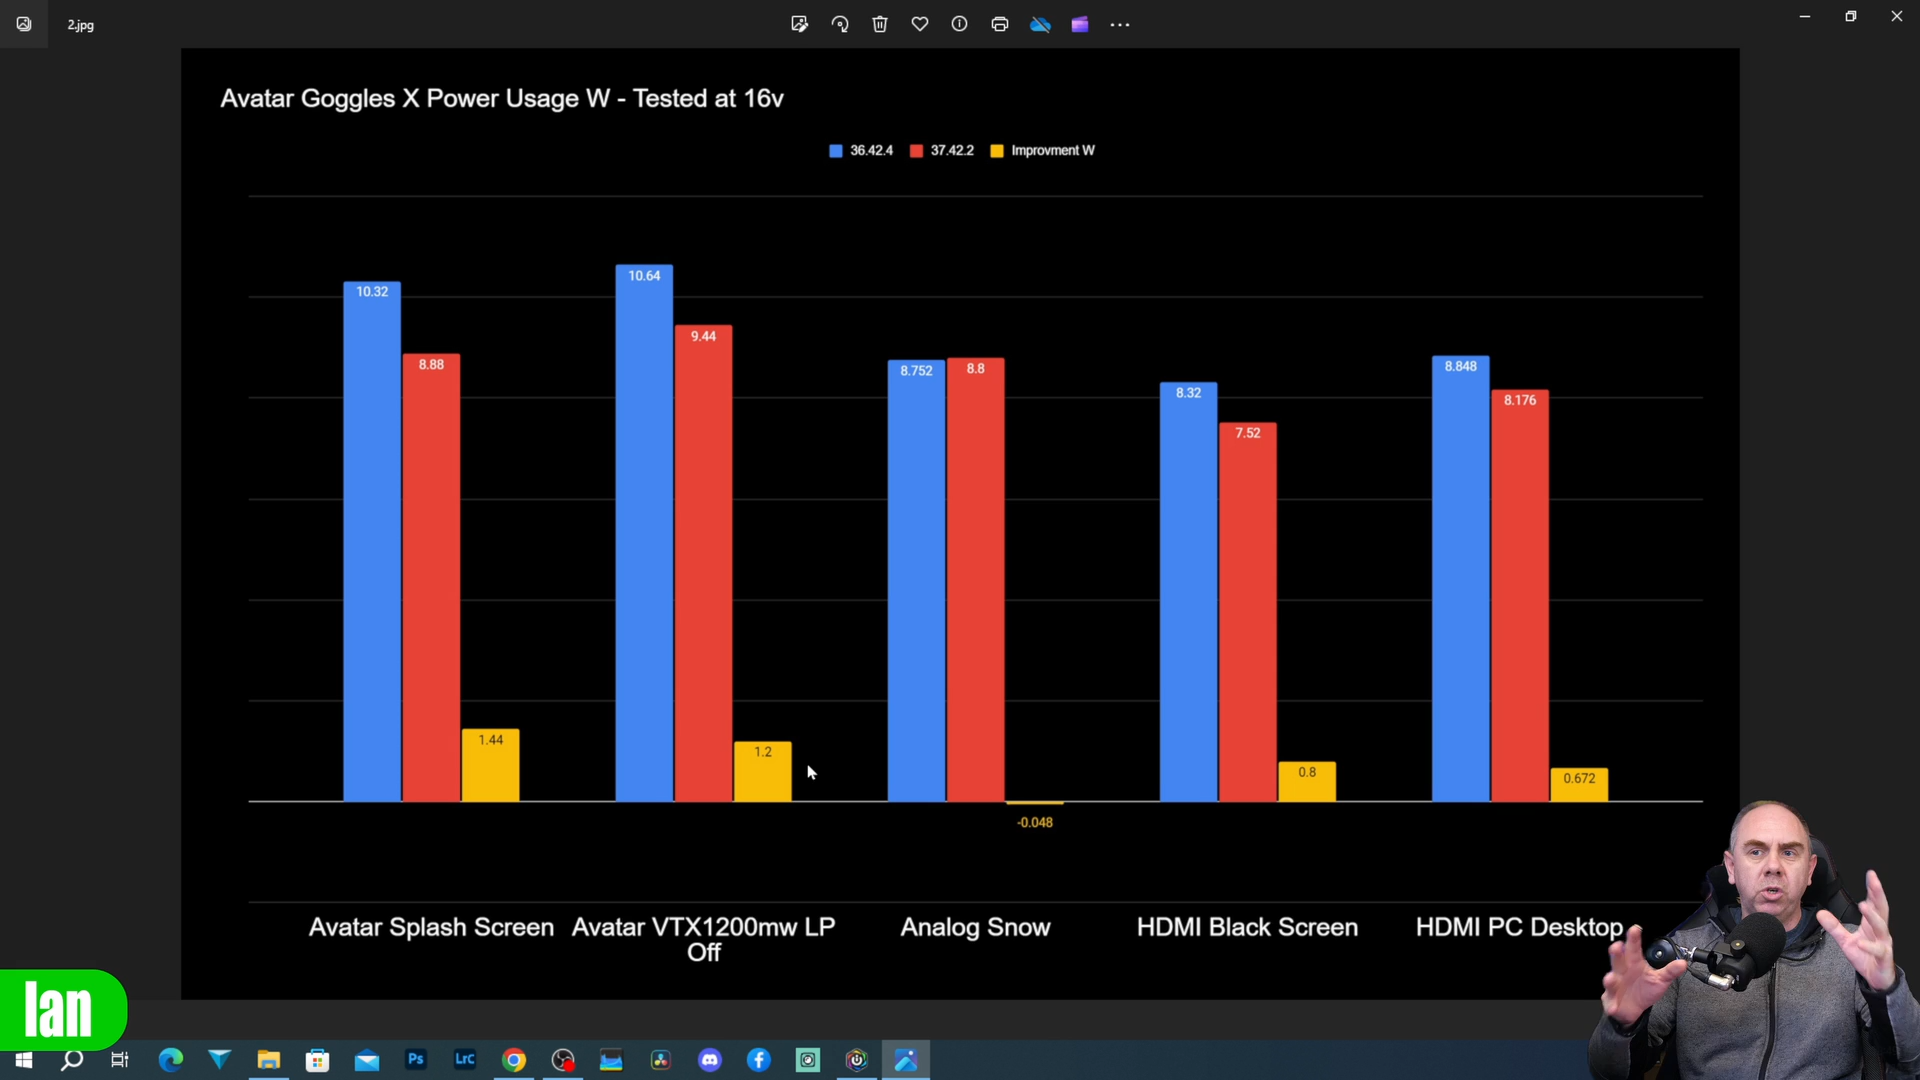 2.jpg
Avatar Goggles X Power Usage W - Tested at 16v
36.42.4 37.42.2 Improvment W
10.32
8.88
1.44
10.64
9.44
1.2
8.752
8.8
-0.048
8.32
7.52
0.8
8.848
8.176
0.672
Avatar Splash Screen
Avatar VTX1200mw LP
Off
Analog Snow
HDMI Black Screen
HDMI PC Desktop
Ian
Ps
LrC